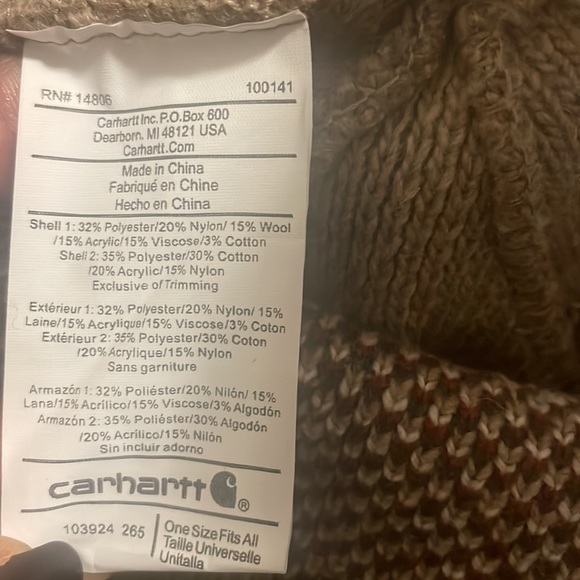 RN# 14806 100141
Carhartt Inc. P.O. Box 600
Dearborn, MI 48121 USA
Carhartt.Com
Made in China
Fabriqué en Chine
Hecho en China
Shell 1: 32% Polyester/20% Nylon/ 15% Wool
/15% Acrylic/15% Viscose/3% Cotton
Shell 2: 35% Polyester/30% Cotton
/20% Acrylic/15% Nylon
Exclusive of Trimming
Extérieur 1: 32% Polyester/20% Nylon/ 15%
Laine/15% Acrylique/15% Viscose/3% Coton
Extérieur 2: 35% Polyester/30% Coton
/20% Acrylique/15% Nylon
Sans garniture
Armazón 1: 32% Poliéster/20% Nilón/ 15%
Lana/15% Acrílico/15% Viscose/3% Algodón
Armazón 2: 35% Poliéster/30% Algodón
/20% Acrílico/15% Nilón
Sin incluir adorno
carhartt ®
103924 265
One Size Fits All
Taille Universelle
Unitalla